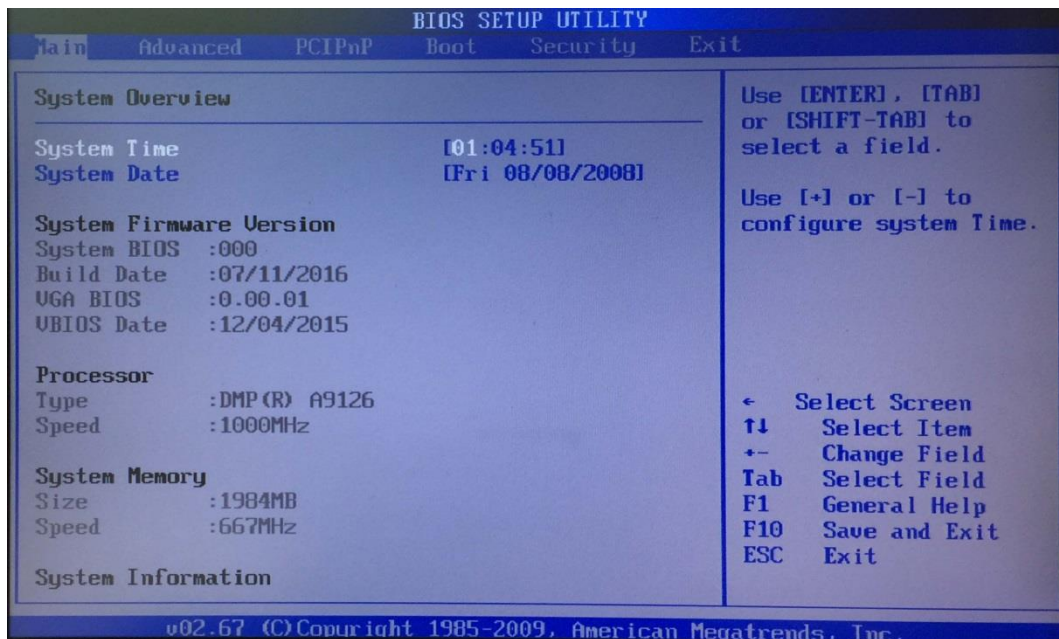 BIOS SETUP UTILITY
Main Advanced PCIPnP Boot Security Exit
System Overview
System Time [01:04:51]
System Date [Fri 08/08/2008]
System Firmware Version
System BIOS :000
Build Date :07/11/2016
VGA BIOS :0.00.01
VBIOS Date :12/04/2015
Processor
Type :DMP(R) A9126
Speed :1000MHz
System Memory
Size :1984MB
Speed :667MHz
System Information
Use [ENTER], [TAB]
or [SHIFT-TAB] to
select a field.
Use [+] or [-] to
configure system Time.
← Select Screen
↑↓ Select Item
+- Change Field
Tab Select Field
F1 General Help
F10 Save and Exit
ESC Exit
v02.67 (C)Copyright 1985-2009, American Megatrends, Inc.